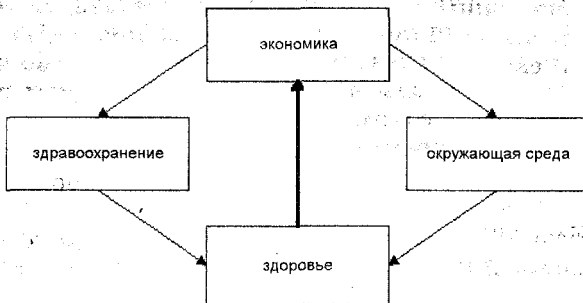 экономика
здравоохранение
окружающая среда
здоровье